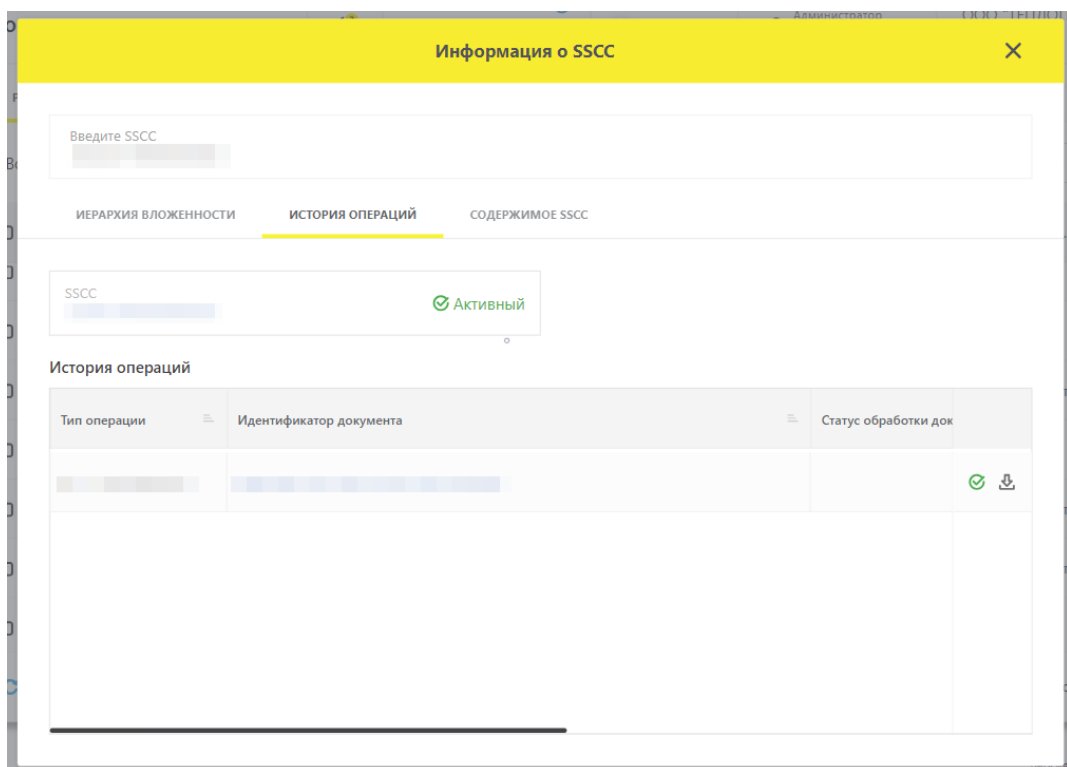 Администратор
Информация о SSCC
Введите SSCC
ИЕРАРХИЯ ВЛОЖЕННОСТИ ИСТОРИЯ ОПЕРАЦИЙ СОДЕРЖИМОЕ SSCC
SSCC
Активный
История операций
Тип операции Идентификатор документа Статус обработки док